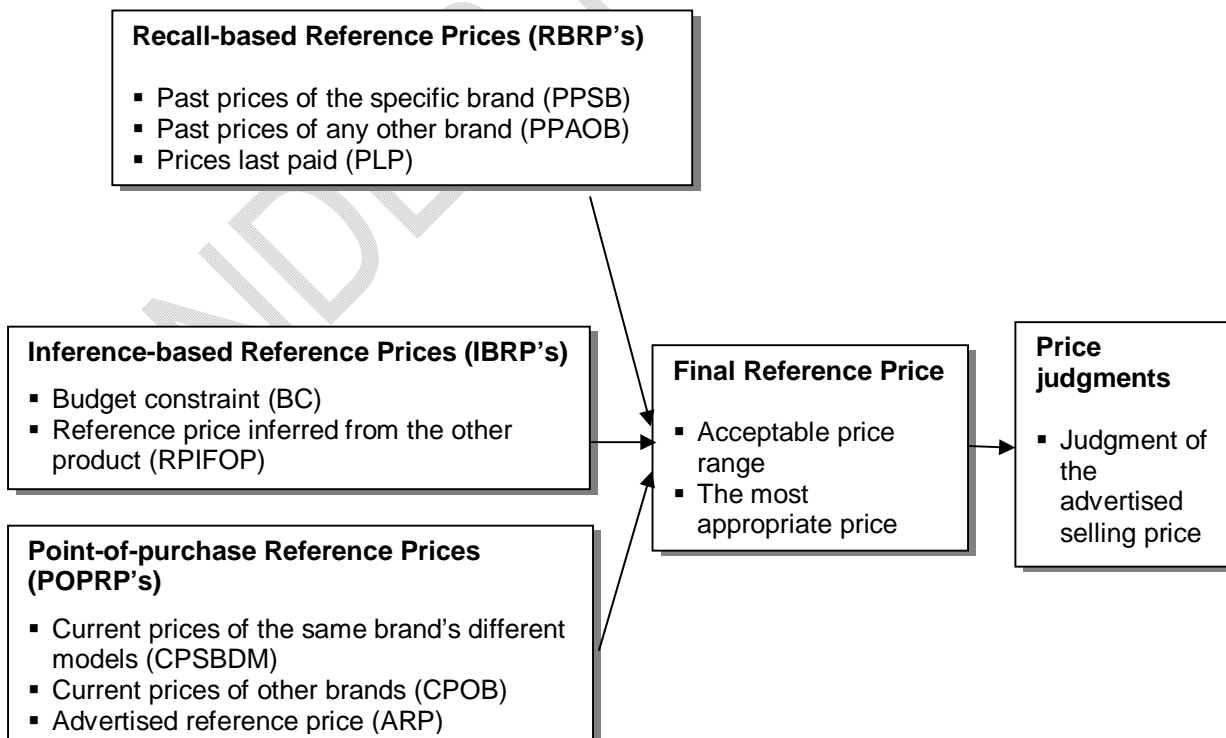 Recall-based Reference Prices (RBRP’s)
▪ Past prices of the specific brand (PPSB)
▪ Past prices of any other brand (PPAOB)
▪ Prices last paid (PLP)
Inference-based Reference Prices (IBRP’s)
▪ Budget constraint (BC)
▪ Reference price inferred from the other
product (RPIFOP)
Point-of-purchase Reference Prices
(POPRP’s)
▪ Current prices of the same brand’s different
models (CPSBDM)
▪ Current prices of other brands (CPOB)
▪ Advertised reference price (ARP)
Final Reference Price
▪ Acceptable price
range
▪ The most
appropriate price
Price
judgments
▪ Judgment of
the
advertised
selling price